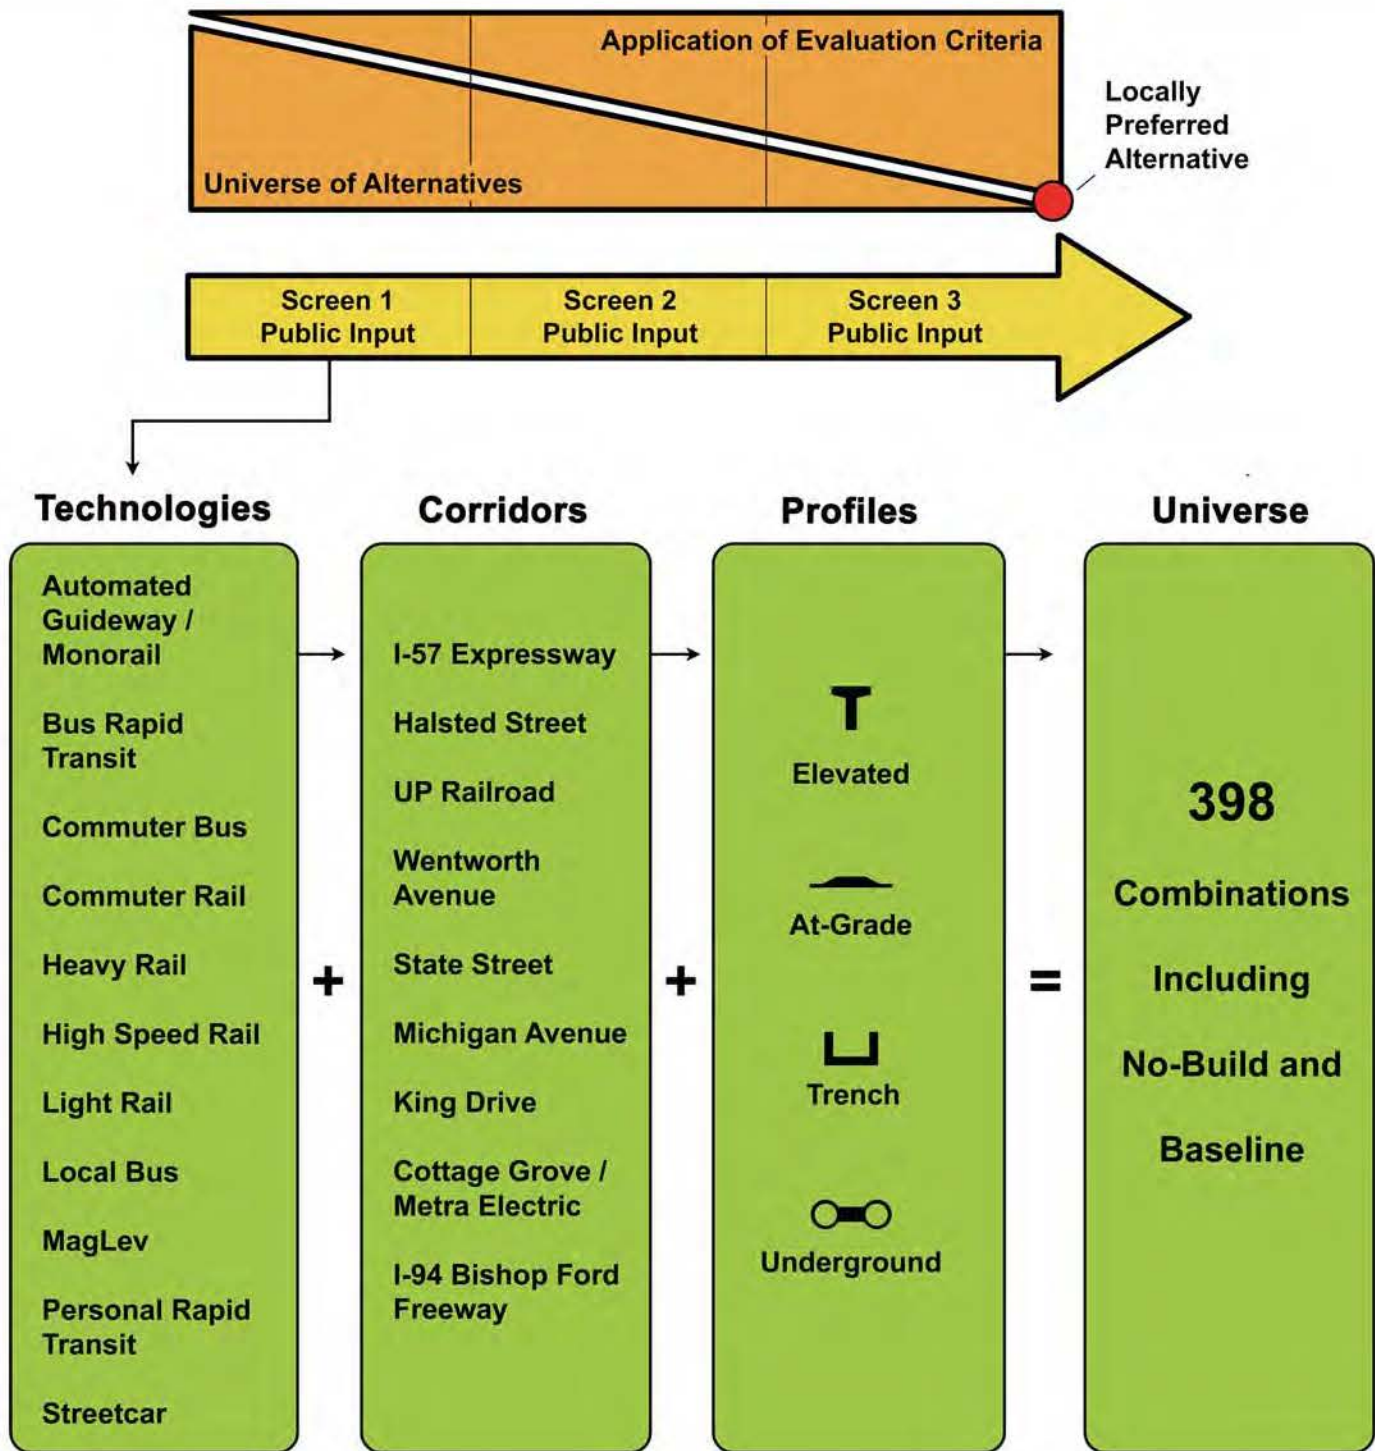 Application of Evaluation Criteria
Locally
Preferred
Alternative
Universe of Alternatives
Screen 1
Public Input
Screen 2
Public Input
Screen 3
Public Input
Technologies
Automated
Guideway /
Monorail
Bus Rapid
Transit
Commuter Bus
Commuter Rail
Heavy Rail
High Speed Rail
Light Rail
Local Bus
MagLev
Personal Rapid
Transit
Streetcar
+
Corridors
I-57 Expressway
Halsted Street
UP Railroad
Wentworth
Avenue
State Street
Michigan Avenue
King Drive
Cottage Grove /
Metra Electric
I-94 Bishop Ford
Freeway
+
Profiles
Elevated
At-Grade
Trench
Underground
=
Universe
398
Combinations
Including
No-Build and
Baseline